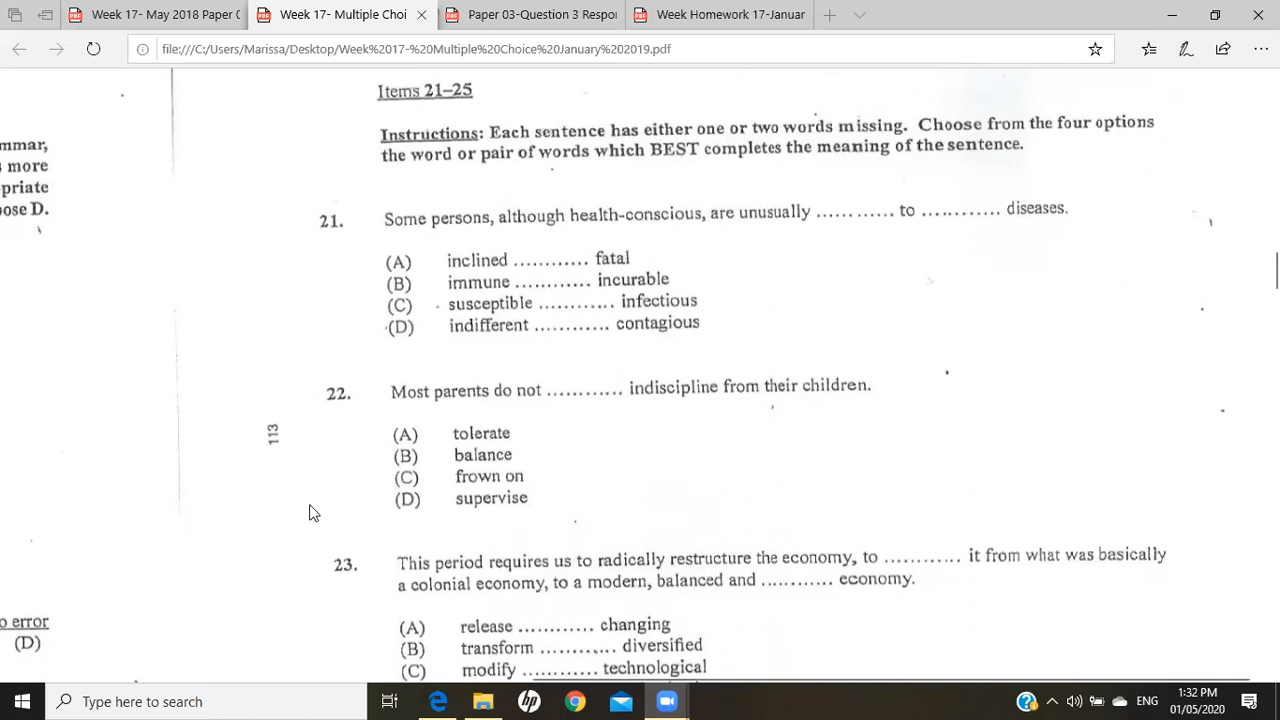 Week 17- May 2018 Paper (
Week 17- Multiple Choi
Paper 03-Question 3 Respor
Week Homework 17-Januar
file:///C:/Users/Marissa/Desktop/Week%2017-%20Multiple%20Choice%20January%202019.pdf
mmar,
more
priate
ose D.
o error
(D)
113
Items 21–25
Instructions: Each sentence has either one or two words missing. Choose from the four options
the word or pair of words which BEST completes the meaning of the sentence.
21. Some persons, although health-conscious, are unusually ………… to ………… diseases.
(A) inclined ………… fatal
(B) immune ………… incurable
(C) susceptible ………… infectious
(D) indifferent ………… contagious
22. Most parents do not ………… indiscipline from their children.
(A) tolerate
(B) balance
(C) frown on
(D) supervise
23. This period requires us to radically restructure the economy, to ………… it from what was basically
a colonial economy, to a modern, balanced and ………… economy.
(A) release ………… changing
(B) transform ………… diversified
(C) modify ………… technological
Type here to search
hp
ENG
1:32 PM
01/05/2020